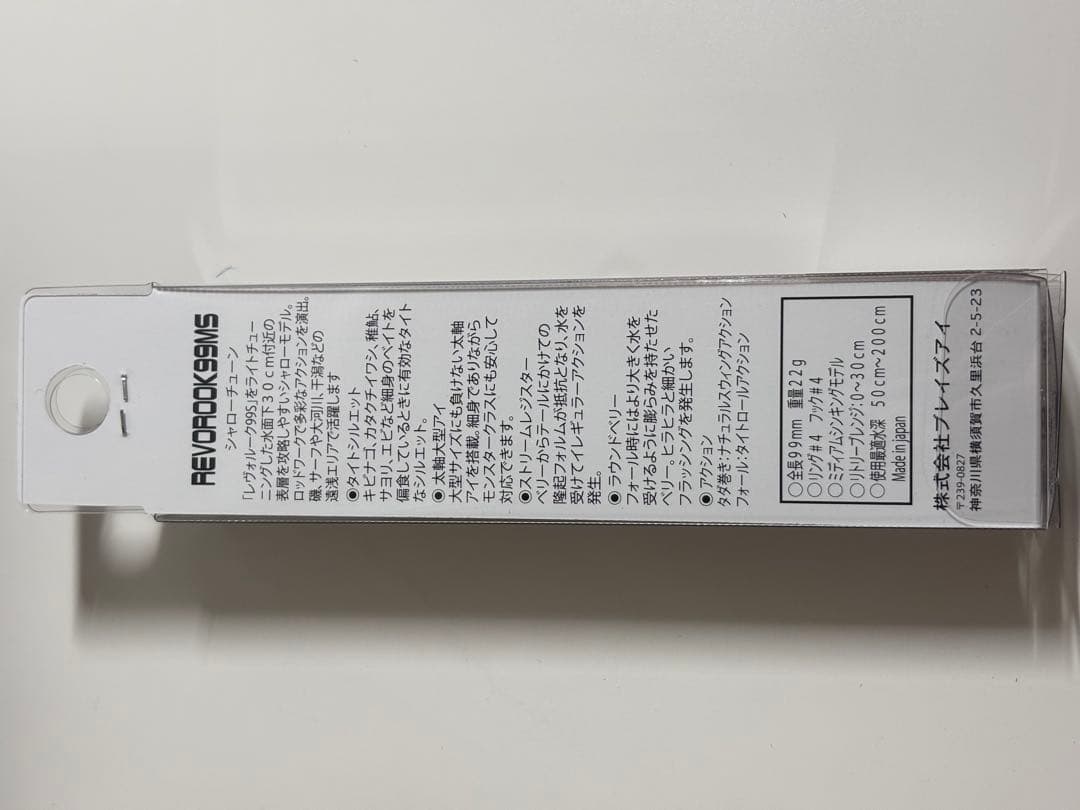 REVOROOK99MS
シャローチューン
「レヴォルーク99S」をライトチュー
ニングした水面下３０ｃｍ付近の
表層を攻略しやすいシャローモデル。
ロッドワークで多彩なアクションを演出。
磯、サーフや大河川、干潟などの
遠浅エリアで活躍します
●タイトシルエット
キビナゴ、カタクチイワシ、稚鮎、
サヨリ、エビなど細身のベイトを
偏食しているときに有効なタイト
なシルエット。
●太軸大型アイ
大型サイズにも負けない太軸
アイを搭載。細身でありながら
モンスタークラスにも安心して
対応できます。
●ストリームレジスター
ベリーからテールにかけての
隆起フォルムが抵抗となり、水を
受けてイレギュラーアクションを
発生。
●ラウンドベリー
フォール時にはより大きく水を
受けるように膨らみを持たせた
ベリー。ヒラヒラと細かい
フラッシングを発生します。
●アクション
タダ巻き:ナチュラルスウィングアクション
フォール:タイトロールアクション
○全長９９ｍｍ　重量２２ｇ
○リング＃４　フック＃４
○ミディアムシンキングモデル
○リトリーブレンジ:０～３０ｃｍ
○使用最適水深　５０ｃｍ～２００ｃｍ
Made in japan
株式会社ブレイズアイ
〒239-0827
神奈川県横須賀市久里浜台２-５-２３